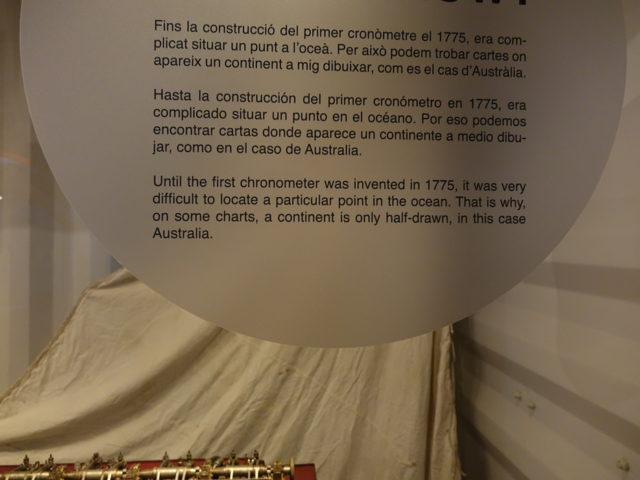 Fins la construcció del primer cronòmetre el 1775, era com-
plicat situar un punt a l'oceà. Per això podem trobar cartes on
apareix un continent a mig dibuixar, com es el cas d'Austràlia.
Hasta la construcción del primer cronómetro en 1775, era
complicado situar un punto en el océano. Por eso podemos
encontrar cartas donde aparece un continente a medio dibu-
jar, como en el caso de Australia.
Until the first chronometer was invented in 1775, it was very
difficult to locate a particular point in the ocean. That is why,
on some charts, a continent is only half-drawn, in this case
Australia.